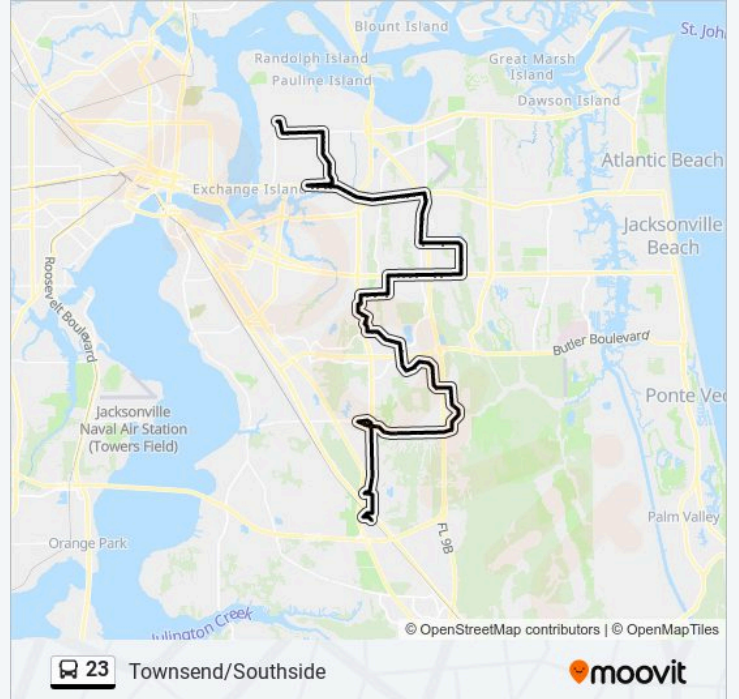 Blount Island
St. Joh
Randolph Island
Great Marsh
Island
Pauline Island
Dawson Island
Atlantic Beach
Exchange Island
Jacksonville
Beach
Roosevelt Boulevard
Butler Boulevard
Jacksonville
Naval Air Station
(Towers Field)
Ponte Ved
Palm Valley
FL 9B
Orange Park
Julington Creek
© OpenStreetMap contributors | © OpenMapTiles
23 Townsend/Southside
moovit